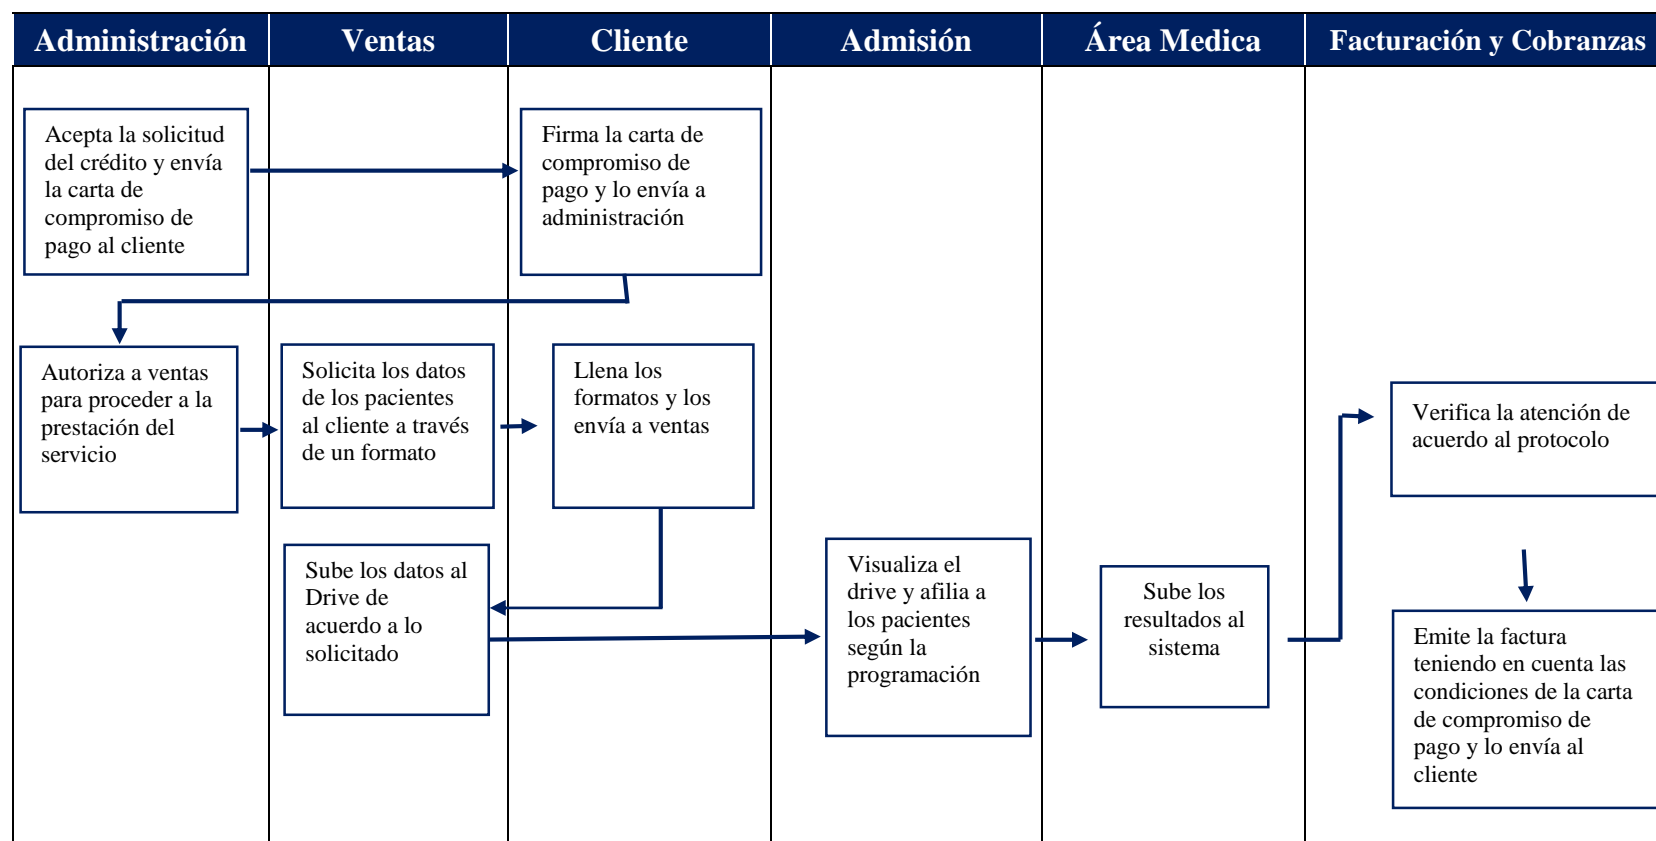 Administración
Ventas
Cliente
Admisión
Área Medica
Facturación y Cobranzas
Acepta la solicitud
del crédito y envía
la carta de
compromiso de
pago al cliente
Firma la carta de
compromiso de
pago y lo envía a
administración
Autoriza a ventas
para proceder a la
prestación del
servicio
Solicita los datos
de los pacientes
al cliente a través
de un formato
Llena los
formatos y los
envía a ventas
Sube los datos al
Drive de
acuerdo a lo
solicitado
Visualiza el
drive y afilia a
los pacientes
según la
programación
Sube los
resultados al
sistema
Verifica la atención de
acuerdo al protocolo
Emite la factura
teniendo en cuenta las
condiciones de la carta
de compromiso de
pago y lo envía al
cliente